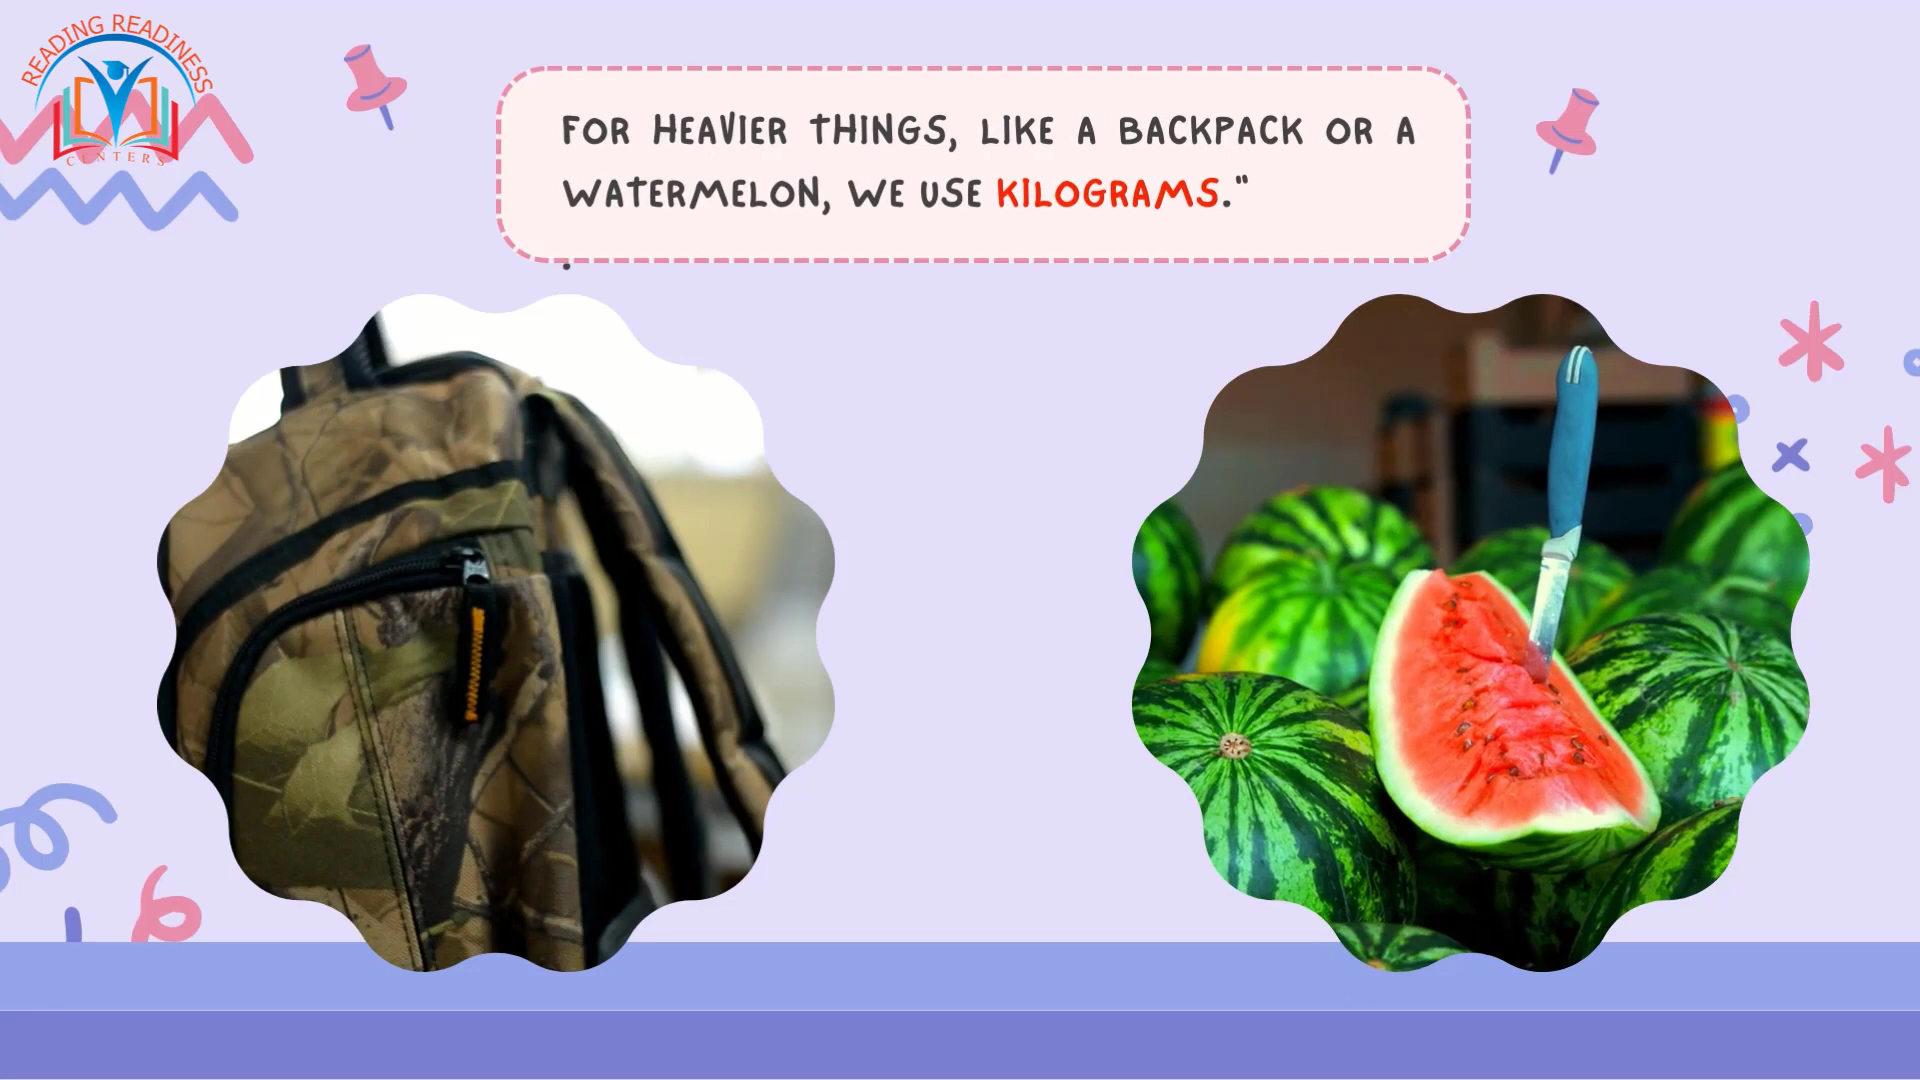 READING READINESS
CENTERS
FOR HEAVIER THINGS, LIKE A BACKPACK OR A
WATERMELON, WE USE KILOGRAMS."
.